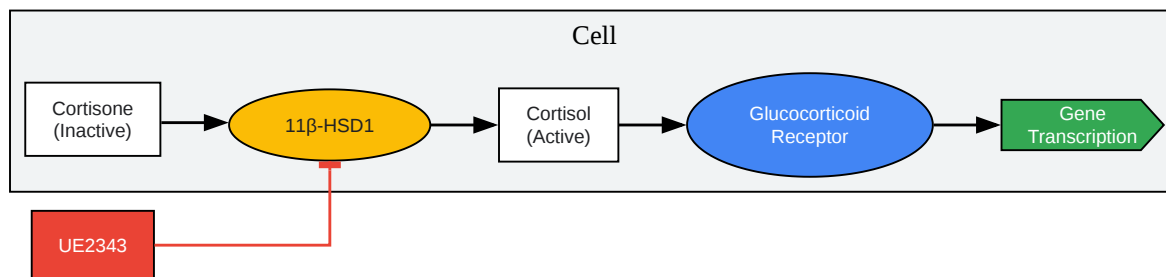 Cell
Cortisone
(Inactive)
11β-HSD1
Cortisol
(Active)
Glucocorticoid
Receptor
Gene
Transcription
UE2343